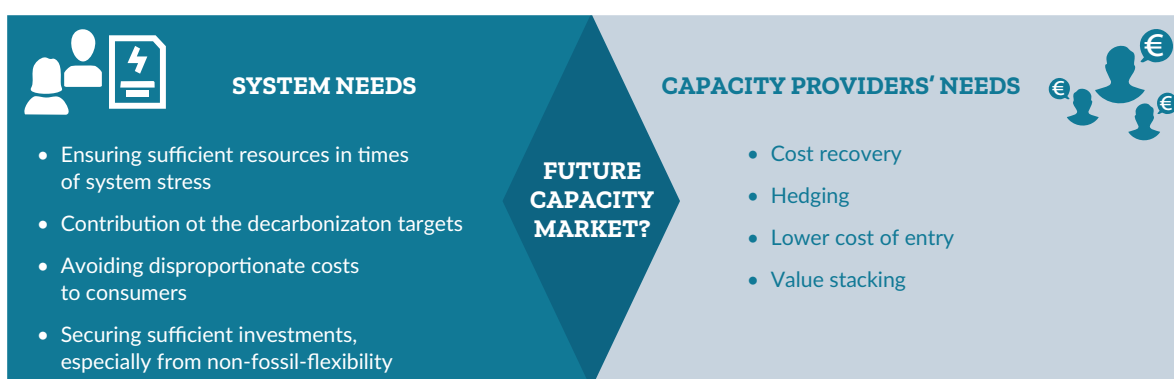 SYSTEM NEEDS
• Ensuring sufficient resources in times
of system stress
• Contribution ot the decarbonizaton targets
• Avoiding disproportionate costs
to consumers
• Securing sufficient investments,
especially from non-fossil-flexibility
FUTURE
CAPACITY
MARKET?
CAPACITY PROVIDERS’ NEEDS
€
€
€
• Cost recovery
• Hedging
• Lower cost of entry
• Value stacking